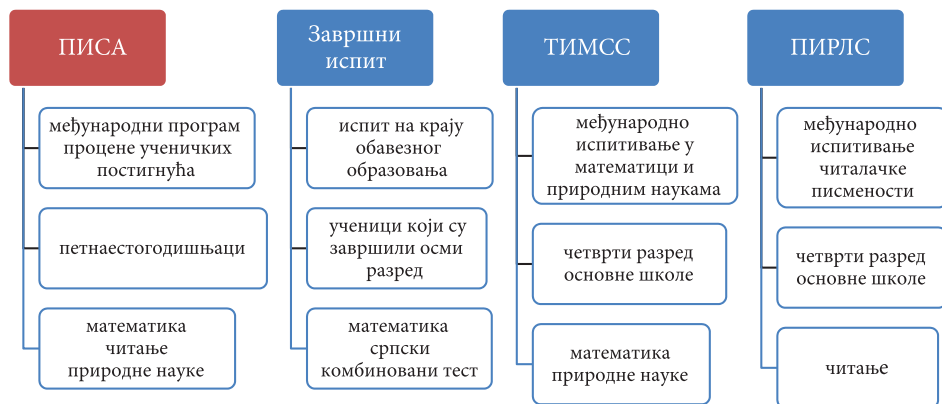 ПИСА
међународни програм
процене ученичких
постигнућа
петнаестогодишњаци
математика
читање
природне науке
Завршни
испит
испит на крају
обавезног
образовања
ученици који су
завршили осми
разред
математика
српски
комбиновани тест
ТИМСС
међународно
испитивање у
математици и
природним наукама
четврти разред
основне школе
математика
природне науке
ПИРЛС
међународно
испитивање
читалачке
писмености
четврти разред
основне школе
читање